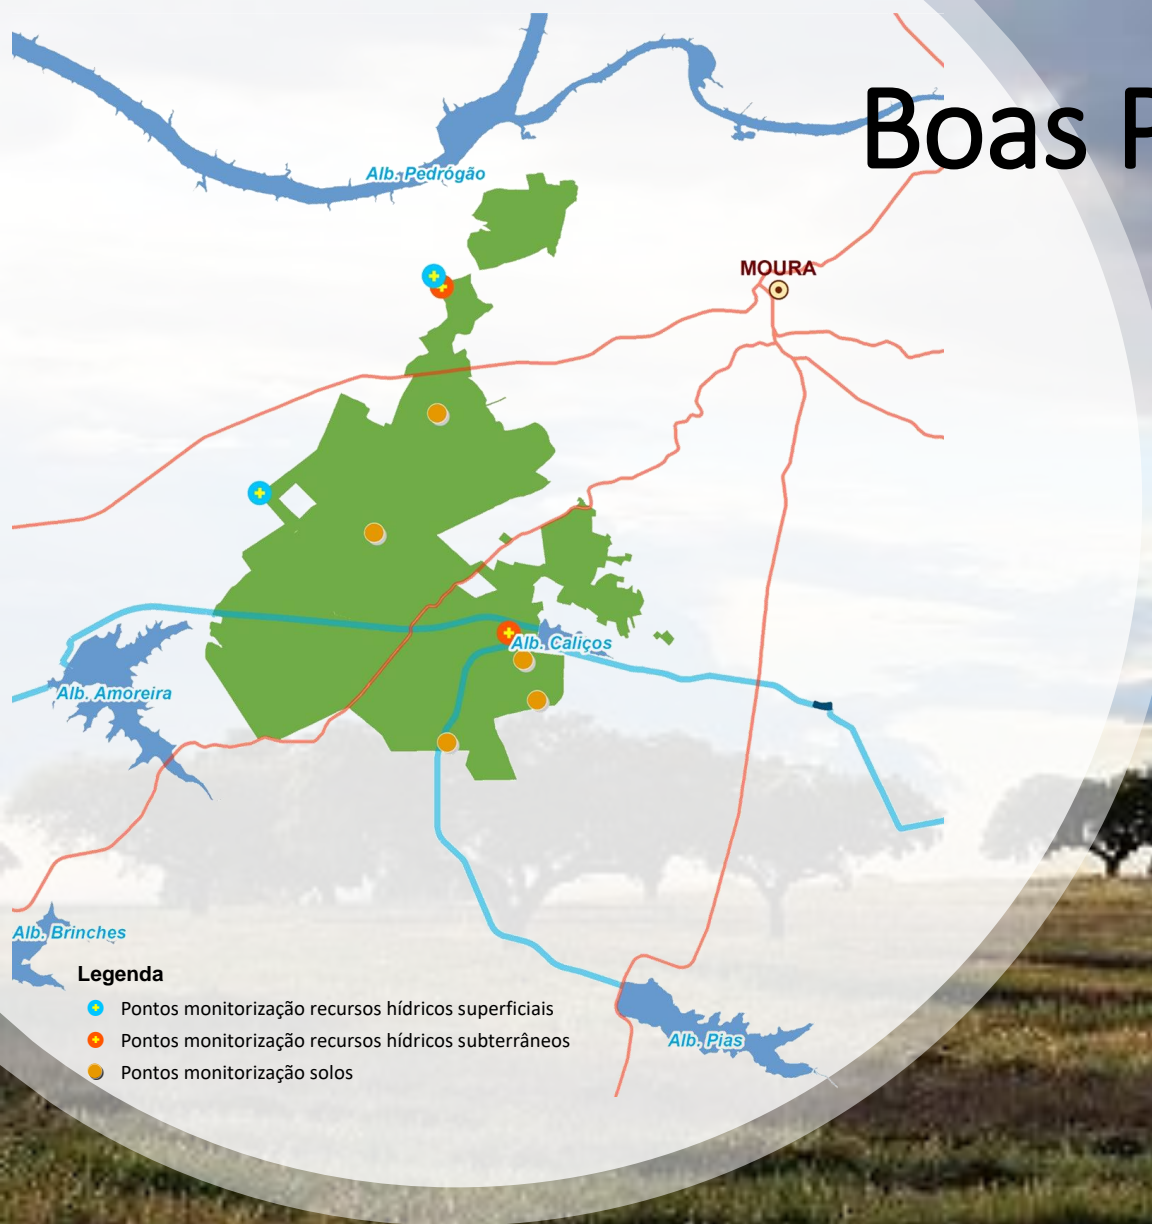 Boas P
Alb. Pedrógão
MOURA
Alb. Caliços
Alb. Amoreira
Alb. Brinches
Alb. Pias
Legenda
Pontos monitorização recursos hídricos superficiais
Pontos monitorização recursos hídricos subterrâneos
Pontos monitorização solos